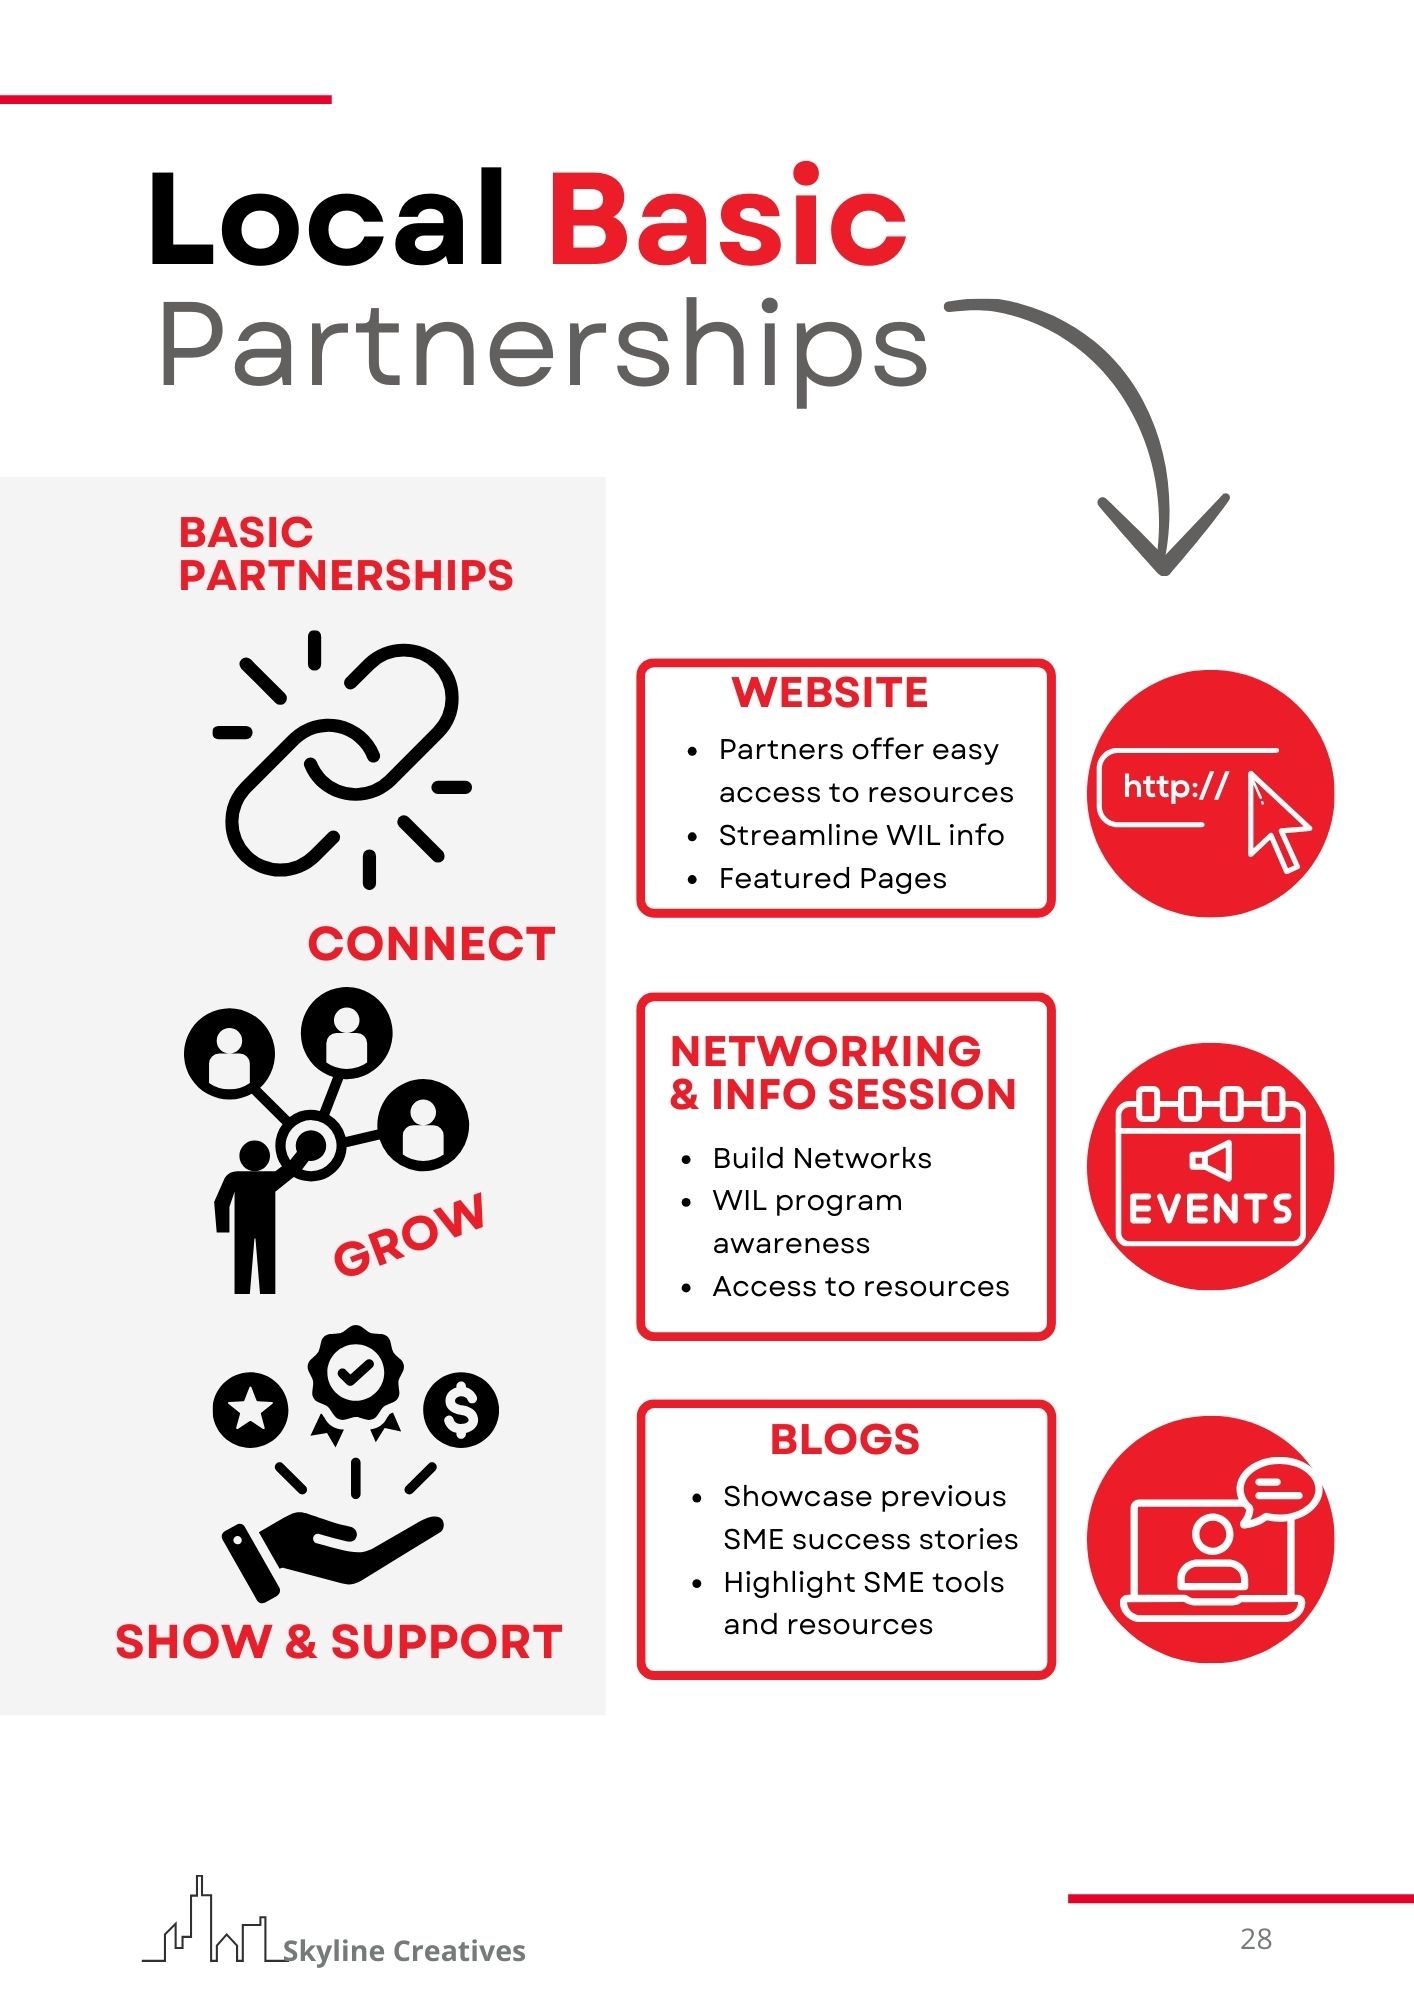 Local Basic
Partnerships
BASIC
PARTNERSHIPS
CONNECT
GROW
SHOW & SUPPORT
WEBSITE
• Partners offer easy
access to resources
• Streamline WIL info
• Featured Pages
http://
NETWORKING
& INFO SESSION
• Build Networks
• WIL program
awareness
• Access to resources
EVENTS
BLOGS
• Showcase previous
SME success stories
• Highlight SME tools
and resources
Skyline Creatives
28